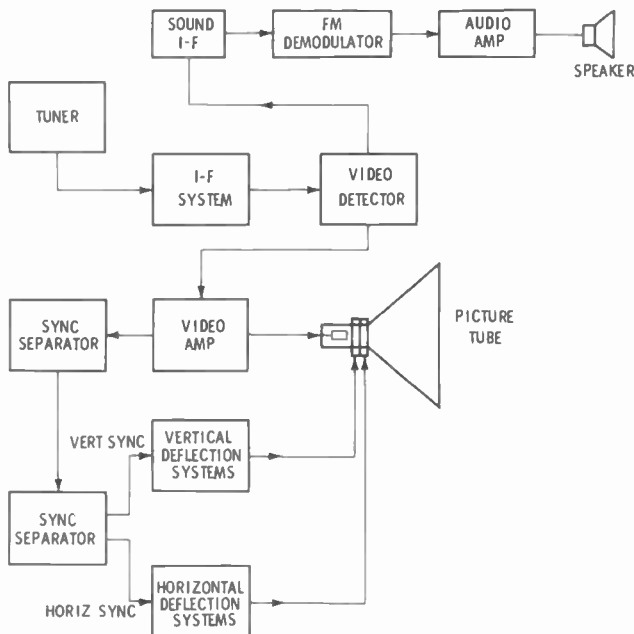 SOUND
I-F
FM
DEMODULATOR
AUDIO
AMP
SPEAKER
TUNER
I-F
SYSTEM
VIDEO
DETECTOR
SYNC
SEPARATOR
VIDEO
AMP
PICTURE
TUBE
VERT SYNC
VERTICAL
DEFLECTION
SYSTEMS
SYNC
SEPARATOR
HORIZ SYNC
HORIZONTAL
DEFLECTION
SYSTEMS